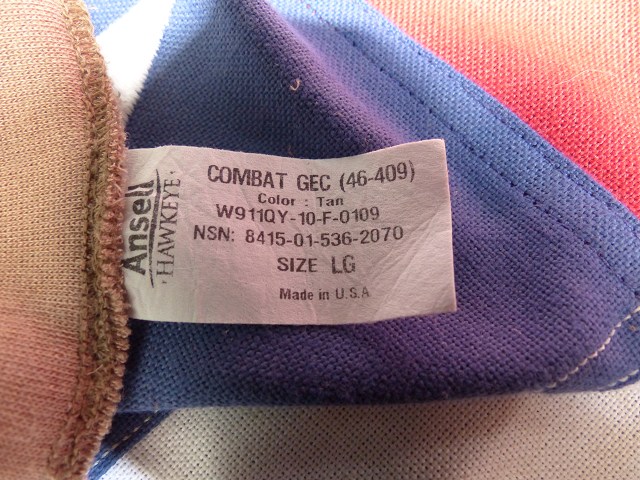 Ansell
·HAWKEYE·
COMBAT GEC (46-409)
Color : Tan
W911QY-10-F-0109
NSN: 8415-01-536-2070
SIZE LG
Made in U.S.A